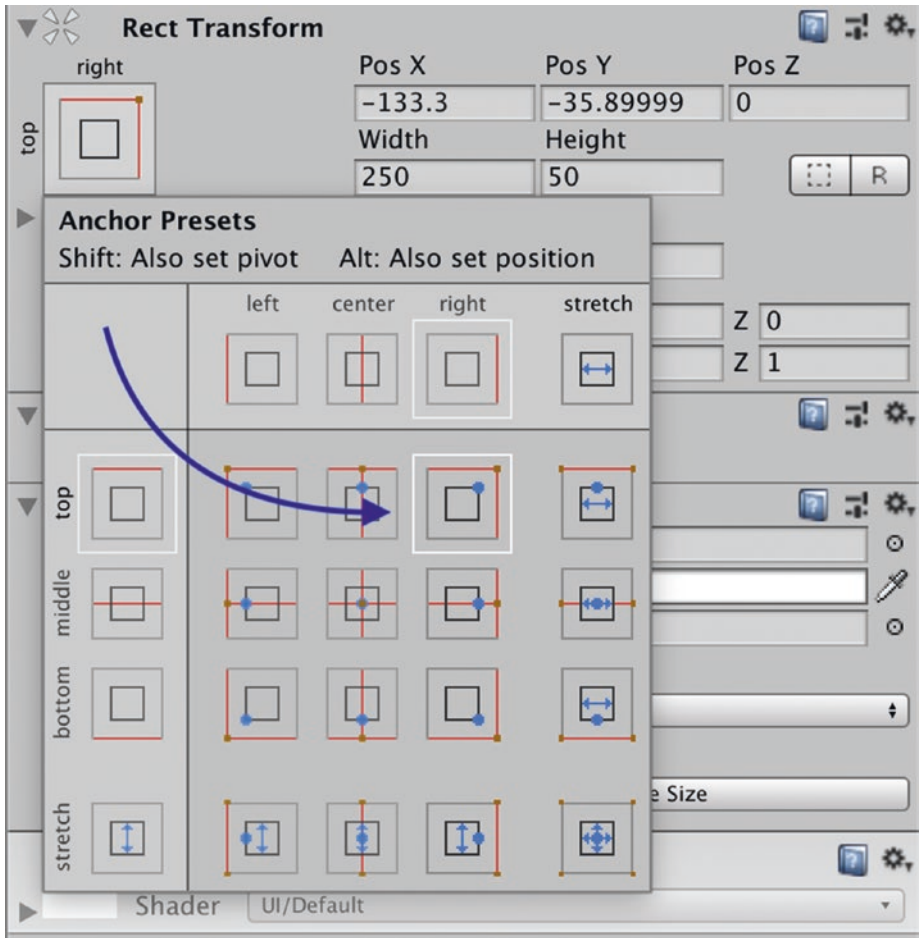 Rect Transform
right
Pos X
Pos Y
Pos Z
top
-133.3
-35.89999
0
Width
Height
250
50
R
Anchor Presets
Shift: Also set pivot
Alt: Also set position
left
center
right
stretch
Z 0
Z 1
top
middle
bottom
stretch
e Size
Shader
UI/Default